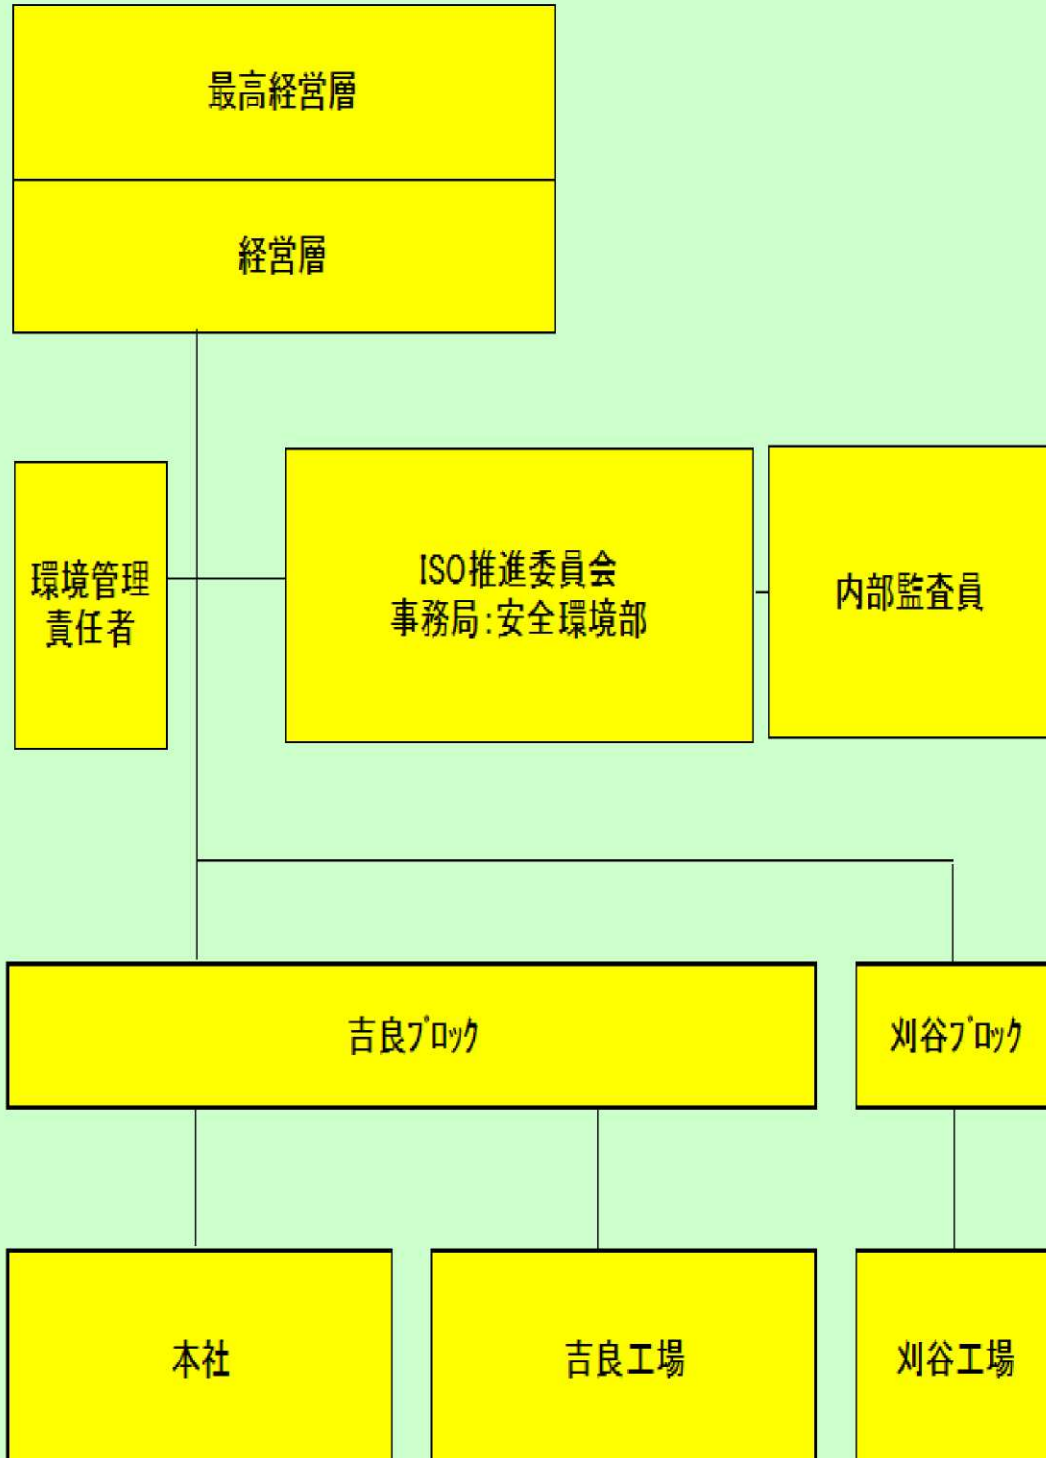 最高経営層
経営層
環境管理
責任者
ISO推進委員会
事務局:安全環境部
内部監査員
吉良ﾌﾞﾛｯｸ
刈谷ﾌﾞﾛｯｸ
本社
吉良工場
刈谷工場